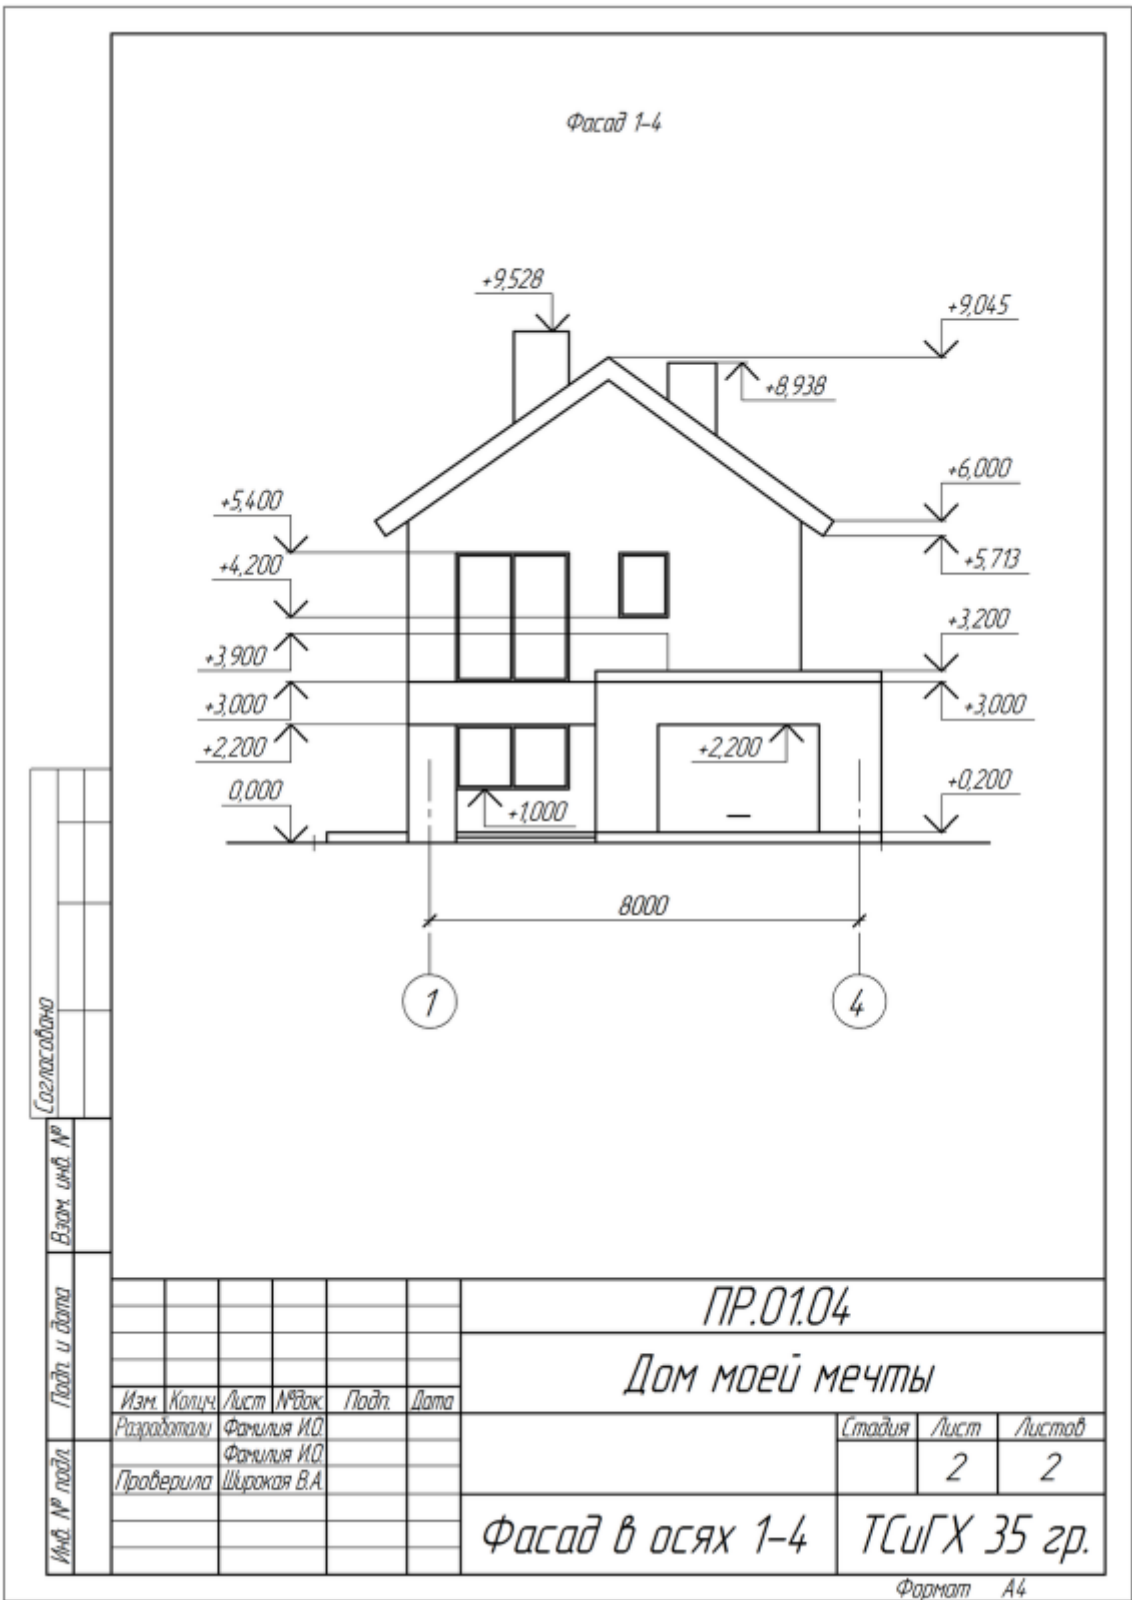 Фасад 1-4
+9,528
+9,045
+8,938
+6,000
+5,400
+5,713
+4,200
+3,200
+3,900
+3,000
+3,000
+2,200
+2,200
0,000
+0,200
+1,000
8000
1
4
Согласовано
Взам. инв. №
Подп. и дата
Инв. № подл.
ПР.01.04
Дом моей мечты
Изм. Колуч. Лист №док. Подп. Дата
Разработали Фамилия И.О.
Фамилия И.О.
Проверила Широкая В.А.
Стадия Лист Листов
2 2
Фасад в осях 1-4
ТСиГХ 35 гр.
Формат А4